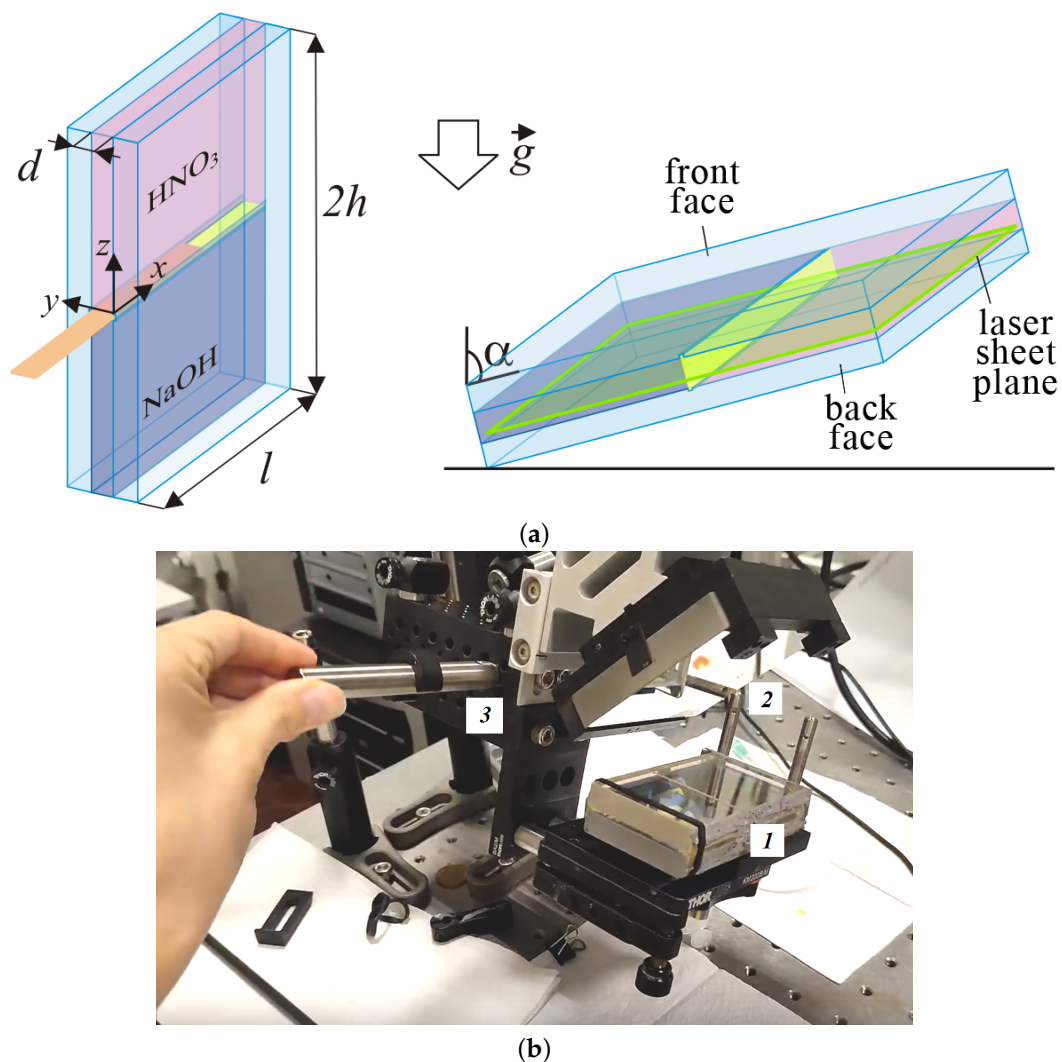 d
HNO₃
2h
g
z
x
y
NaOH
l
front
face
α
laser
sheet
plane
back
face
(a)
3
2
1
THOR
(b)